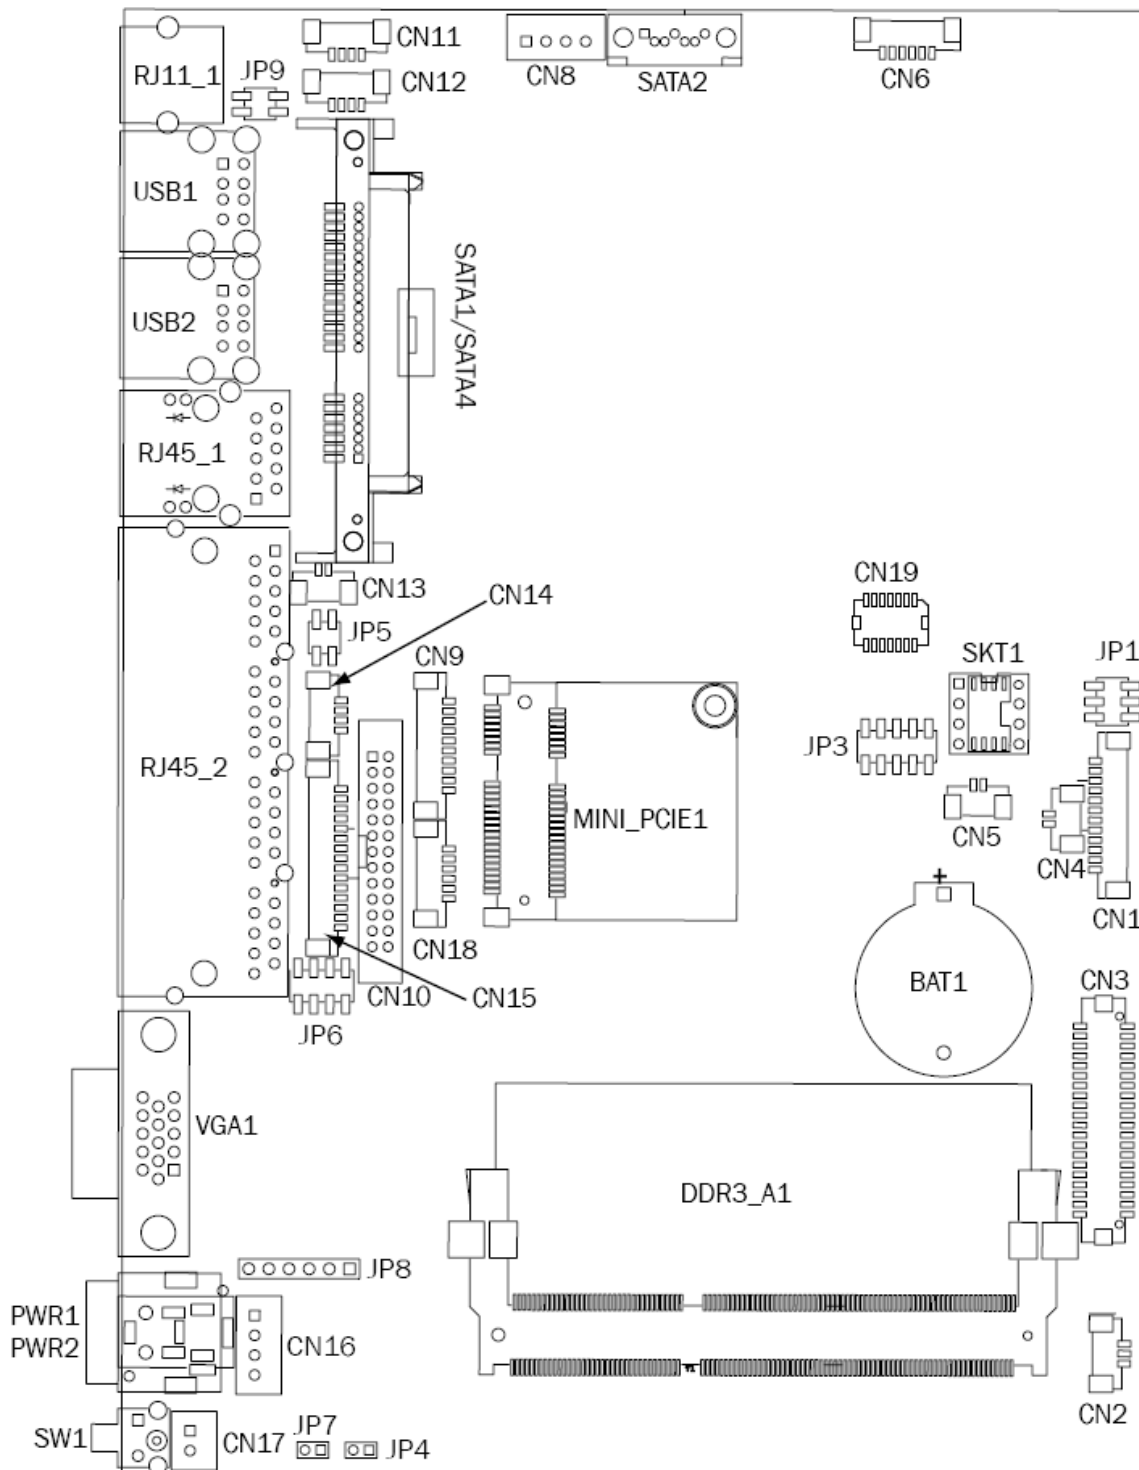 CN11
RJ11_1
JP9
CN12
CN8
SATA2
CN6
USB1
USB2
SATA1/SATA4
RJ45_1
CN13
CN14
CN19
JP5
CN9
SKT1
JP1
JP3
RJ45_2
MINI_PCIE1
CN5
CN4
CN1
+
CN18
BAT1
CN3
CN10
CN15
JP6
VGA1
DDR3_A1
JP8
PWR1
PWR2
CN16
CN2
SW1
CN17
JP7
JP4